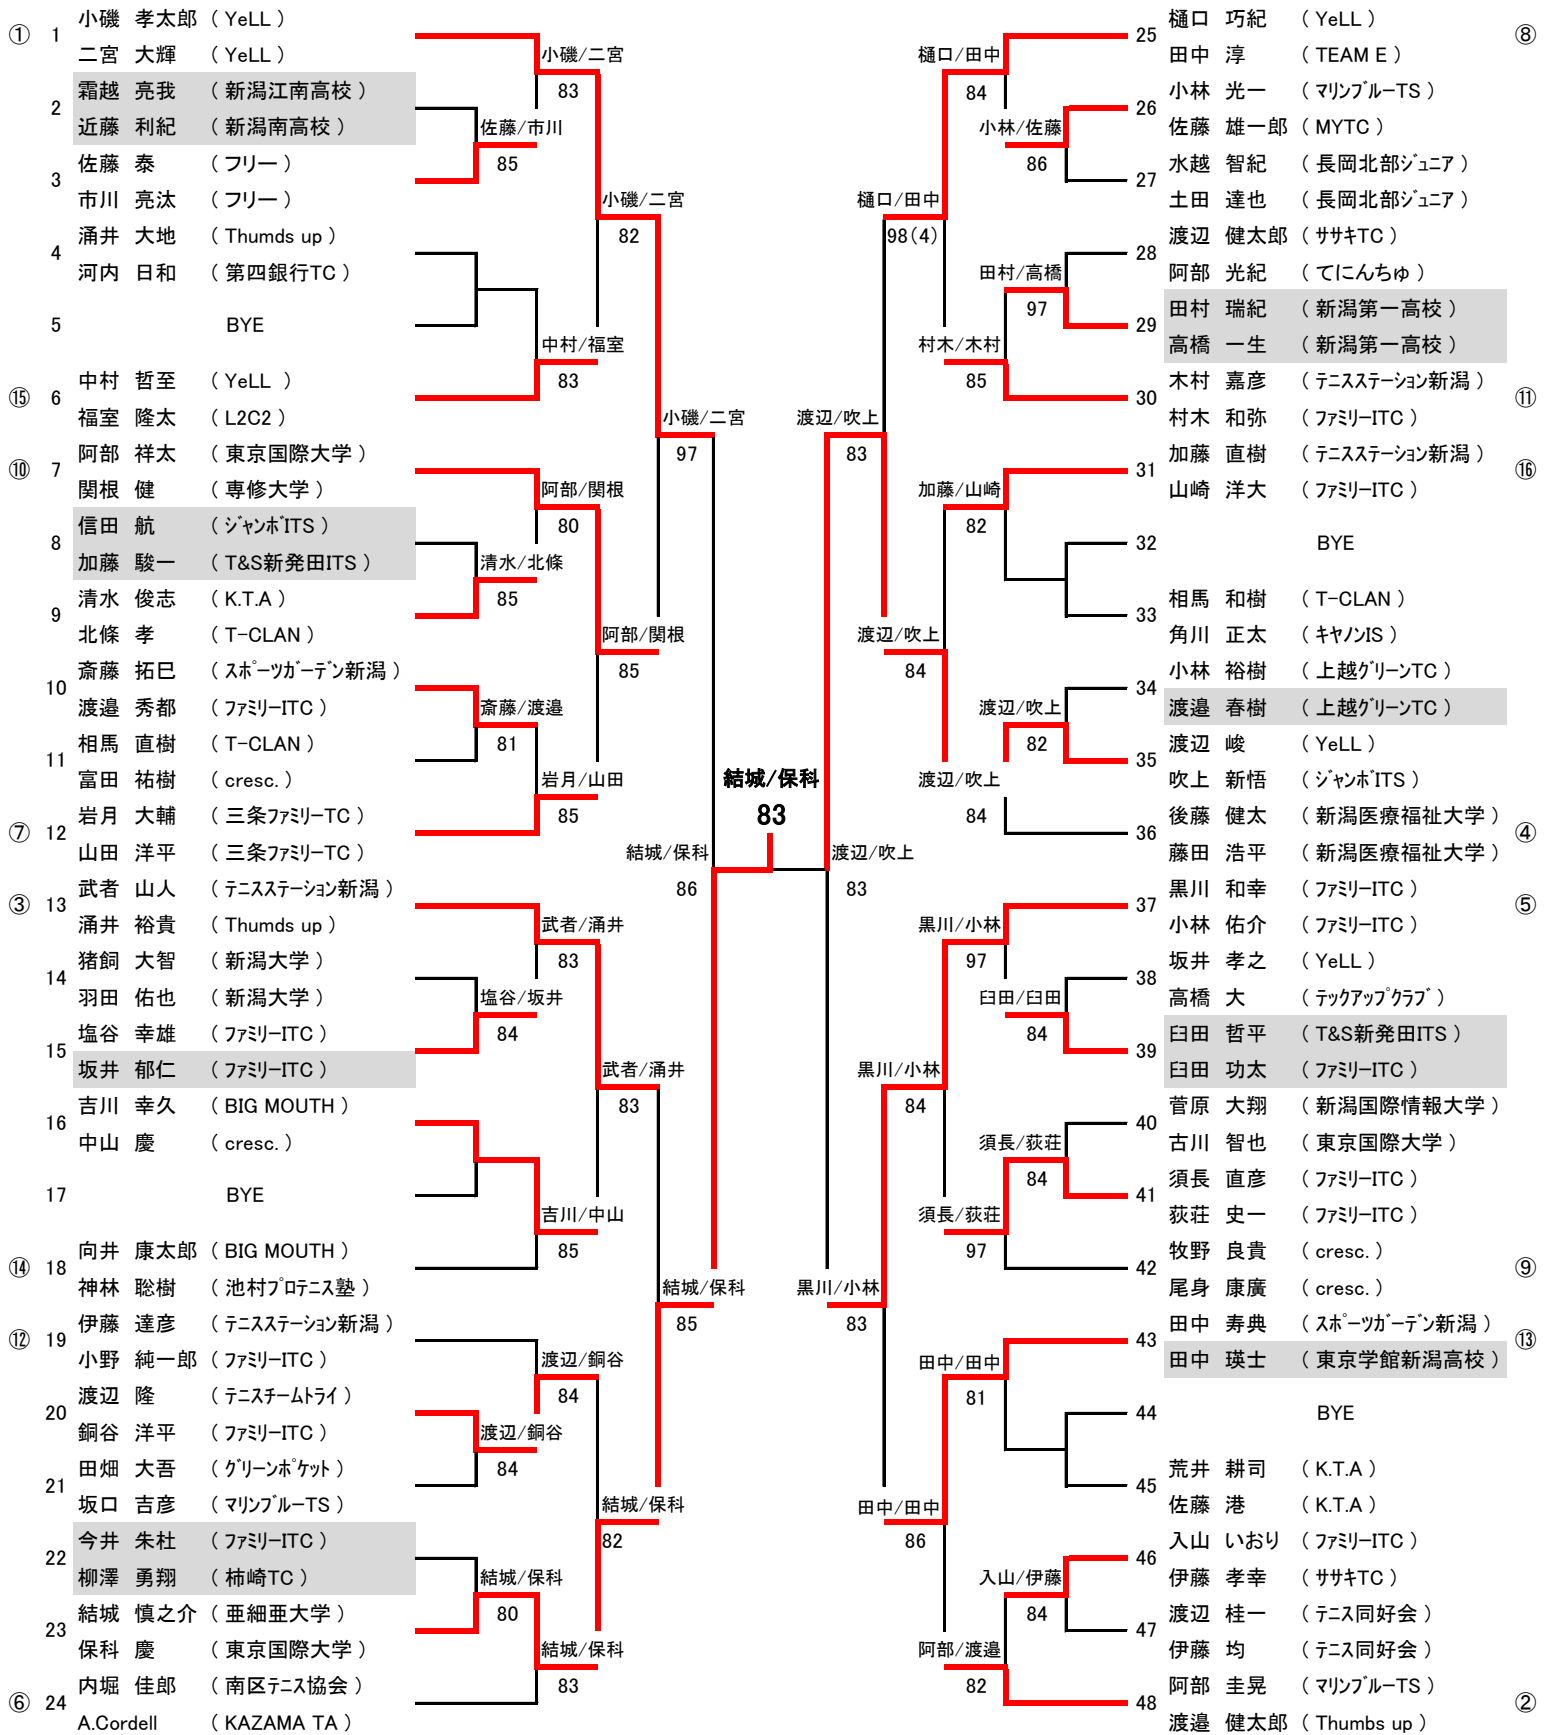 ① 1 小磯 孝太郎 ( YeLL )
二宮 大輝 ( YeLL )
2 霜越 亮我 ( 新潟江南高校 )
近藤 利紀 ( 新潟南高校 )
3 佐藤 泰 ( フリー )
市川 亮汰 ( フリー )
4 涌井 大地 ( Thumds up )
河内 日和 ( 第四銀行TC )
5 BYE
⑮ 6 中村 哲至 ( YeLL )
福室 隆太 ( L2C2 )
⑩ 7 阿部 祥太 ( 東京国際大学 )
関根 健 ( 専修大学 )
8 信田 航 ( ジャンボITS )
加藤 駿一 ( T&S新発田ITS )
9 清水 俊志 ( K.T.A )
北條 孝 ( T-CLAN )
10 斎藤 拓巳 ( スポーツガーデン新潟 )
渡邉 秀都 ( ファミリーITC )
11 相馬 直樹 ( T-CLAN )
富田 祐樹 ( cresc. )
⑦ 12 岩月 大輔 ( 三条ファミリーTC )
山田 洋平 ( 三条ファミリーTC )
③ 13 武者 山人 ( テニスステーション新潟 )
涌井 裕貴 ( Thumds up )
14 猪飼 大智 ( 新潟大学 )
羽田 佑也 ( 新潟大学 )
15 塩谷 幸雄 ( ファミリーITC )
坂井 郁仁 ( ファミリーITC )
16 吉川 幸久 ( BIG MOUTH )
中山 慶 ( cresc. )
17 BYE
⑭ 18 向井 康太郎 ( BIG MOUTH )
神林 聡樹 ( 池村プロテニス塾 )
⑫ 19 伊藤 達彦 ( テニスステーション新潟 )
小野 純一郎 ( ファミリーITC )
20 渡辺 隆 ( テニスチームトライ )
銅谷 洋平 ( ファミリーITC )
21 田畑 大吾 ( グリーンポケット )
坂口 吉彦 ( マリンブルーTS )
22 今井 朱杜 ( ファミリーITC )
柳澤 勇翔 ( 柿崎TC )
23 結城 慎之介 ( 亜細亜大学 )
保科 慶 ( 東京国際大学 )
⑥ 24 内堀 佳郎 ( 南区テニス協会 )
A.Cordell ( KAZAMA TA )
小磯/二宮
83
佐藤/市川
85
小磯/二宮
82
中村/福室
83
小磯/二宮
97
阿部/関根
80
清水/北條
85
阿部/関根
85
斎藤/渡邉
81
岩月/山田
85
結城/保科
86
武者/涌井
83
塩谷/坂井
84
武者/涌井
83
吉川/中山
85
結城/保科
85
渡辺/銅谷
84
渡辺/銅谷
84
結城/保科
82
結城/保科
80
結城/保科
83
結城/保科
83
樋口/田中
84
小林/佐藤
86
樋口/田中
98(4)
田村/高橋
97
村木/木村
85
渡辺/吹上
83
加藤/山崎
82
渡辺/吹上
84
渡辺/吹上
82
渡辺/吹上
84
渡辺/吹上
83
黒川/小林
97
臼田/臼田
84
黒川/小林
84
須長/荻荘
84
須長/荻荘
97
黒川/小林
83
田中/田中
81
田中/田中
86
入山/伊藤
84
阿部/渡邉
82
25 樋口 巧紀 ( YeLL ) ⑧
田中 淳 ( TEAM E )
26 小林 光一 ( マリンブルーTS )
佐藤 雄一郎 ( MYTC )
27 水越 智紀 ( 長岡北部ジュニア )
土田 達也 ( 長岡北部ジュニア )
28 渡辺 健太郎 ( ササキTC )
阿部 光紀 ( てにんちゅ )
29 田村 瑞紀 ( 新潟第一高校 )
高橋 一生 ( 新潟第一高校 )
30 木村 嘉彦 ( テニスステーション新潟 ) ⑪
村木 和弥 ( ファミリーITC )
31 加藤 直樹 ( テニスステーション新潟 ) ⑯
山崎 洋大 ( ファミリーITC )
32 BYE
33 相馬 和樹 ( T-CLAN )
角川 正太 ( キヤノンIS )
34 小林 裕樹 ( 上越グリーンTC )
渡邉 春樹 ( 上越グリーンTC )
35 渡辺 峻 ( YeLL )
吹上 新悟 ( ジャンボITS )
36 後藤 健太 ( 新潟医療福祉大学 ) ④
藤田 浩平 ( 新潟医療福祉大学 )
37 黒川 和幸 ( ファミリーITC ) ⑤
小林 佑介 ( ファミリーITC )
38 坂井 孝之 ( YeLL )
高橋 大 ( テックアップクラブ )
39 臼田 哲平 ( T&S新発田ITS )
臼田 功太 ( ファミリーITC )
40 菅原 大翔 ( 新潟国際情報大学 )
古川 智也 ( 東京国際大学 )
41 須長 直彦 ( ファミリーITC )
荻荘 史一 ( ファミリーITC )
42 牧野 良貴 ( cresc. ) ⑨
尾身 康廣 ( cresc. )
43 田中 寿典 ( スポーツガーデン新潟 ) ⑬
田中 瑛士 ( 東京学館新潟高校 )
44 BYE
45 荒井 耕司 ( K.T.A )
佐藤 港 ( K.T.A )
46 入山 いおり ( ファミリーITC )
伊藤 孝幸 ( ササキTC )
47 渡辺 桂一 ( テニス同好会 )
伊藤 均 ( テニス同好会 )
48 阿部 圭晃 ( マリンブルーTS ) ②
渡邉 健太郎 ( Thumbs up )